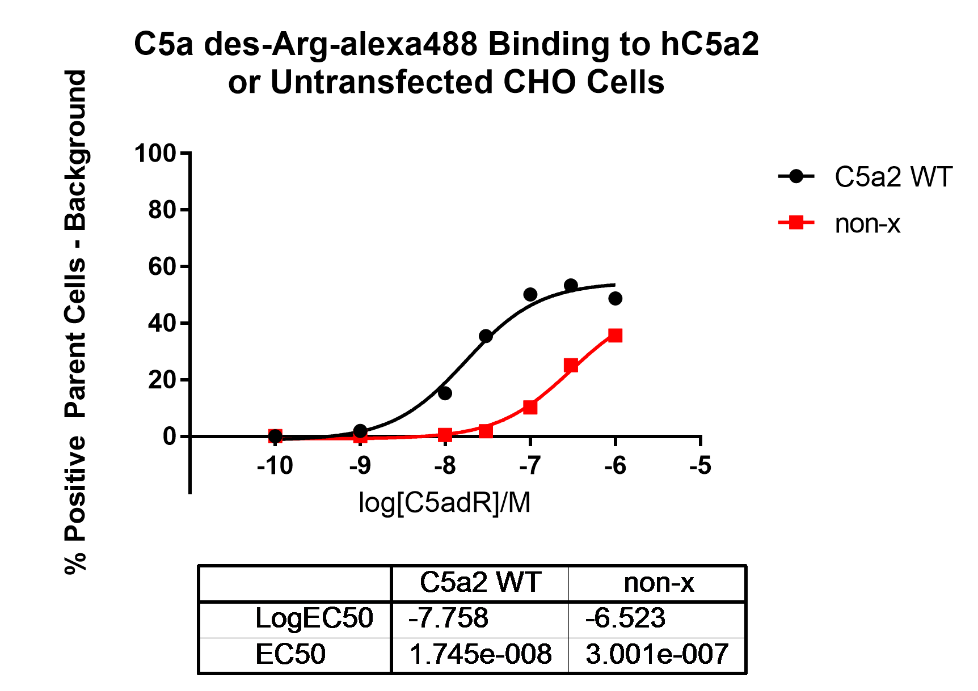 C5a des-Arg-alexa488 Binding to hC5a2
or Untransfected CHO Cells
% Positive  Parent Cells - Background
100
80
60
40
20
0
-10 -9 -8 -7 -6 -5
log[C5adR]/M
C5a2 WT
non-x
C5a2 WT non-x
LogEC50 -7.758 -6.523
EC50 1.745e-008 3.001e-007